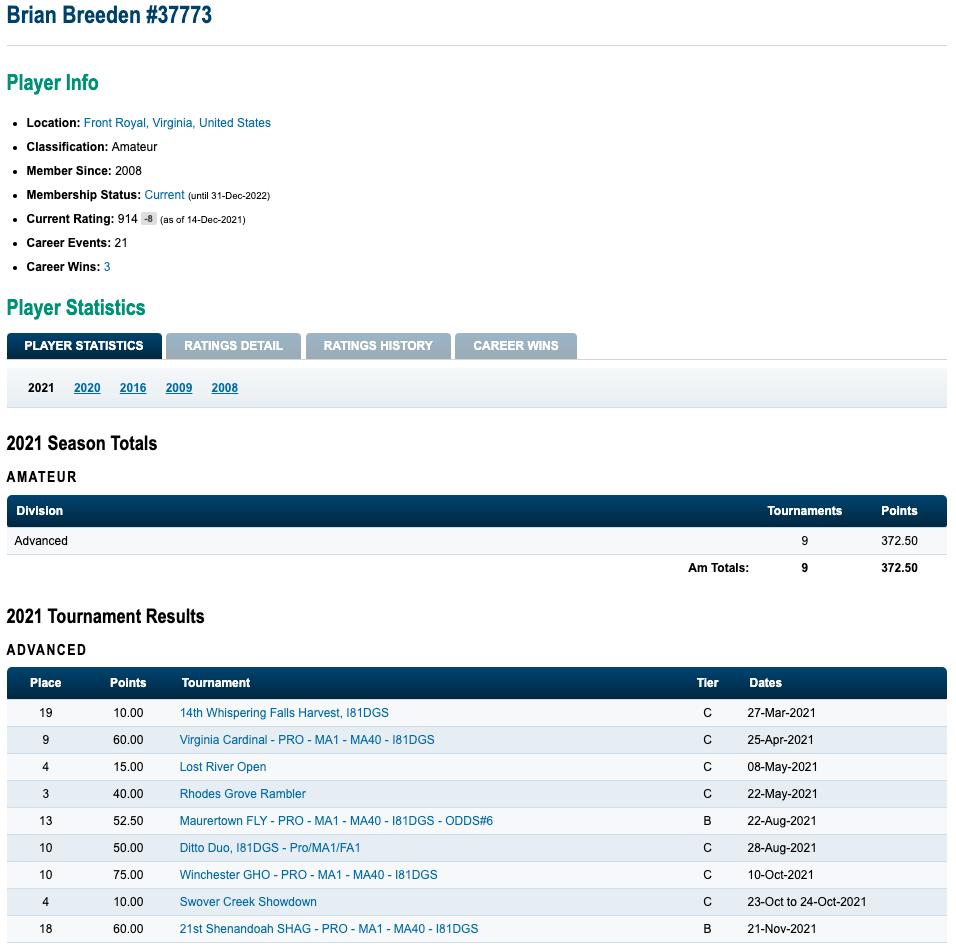 Brian Breeden #37773
Player Info
Location: Front Royal, Virginia, United States
Classification: Amateur
Member Since: 2008
Membership Status: Current (until 31-Dec-2022)
Current Rating: 914 -8 (as of 14-Dec-2021)
Career Events: 21
Career Wins: 3
Player Statistics
PLAYER STATISTICS RATINGS DETAIL RATINGS HISTORY CAREER WINS
2021 2020 2016 2009 2008
2021 Season Totals
AMATEUR
Division Tournaments Points
Advanced 9 372.50
Am Totals: 9 372.50
2021 Tournament Results
ADVANCED
Place Points Tournament Tier Dates
19 10.00 14th Whispering Falls Harvest, I81DGS C 27-Mar-2021
9 60.00 Virginia Cardinal - PRO - MA1 - MA40 - I81DGS C 25-Apr-2021
4 15.00 Lost River Open C 08-May-2021
3 40.00 Rhodes Grove Rambler C 22-May-2021
13 52.50 Maurertown FLY - PRO - MA1 - MA40 - I81DGS - ODDS#6 B 22-Aug-2021
10 50.00 Ditto Duo, I81DGS - Pro/MA1/FA1 C 28-Aug-2021
10 75.00 Winchester GHO - PRO - MA1 - MA40 - I81DGS C 10-Oct-2021
4 10.00 Swover Creek Showdown C 23-Oct to 24-Oct-2021
18 60.00 21st Shenandoah SHAG - PRO - MA1 - MA40 - I81DGS B 21-Nov-2021